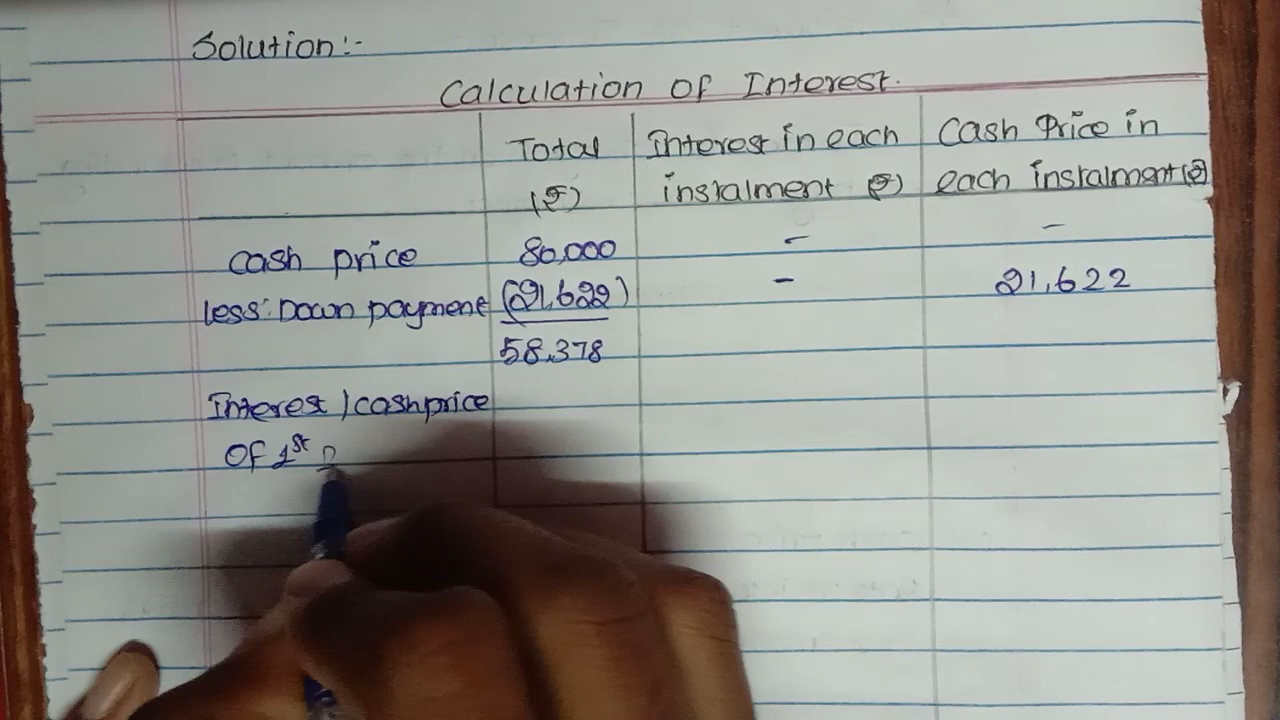 Solution:-
Calculation of Interest.
Total (₹) Interest in each instalment (₹) Cash Price in each instalment (₹)
Cash price 80,000 - -
Less: Down payment (21,622) - 21,622
58,378
Interest / cash price
Of 1st